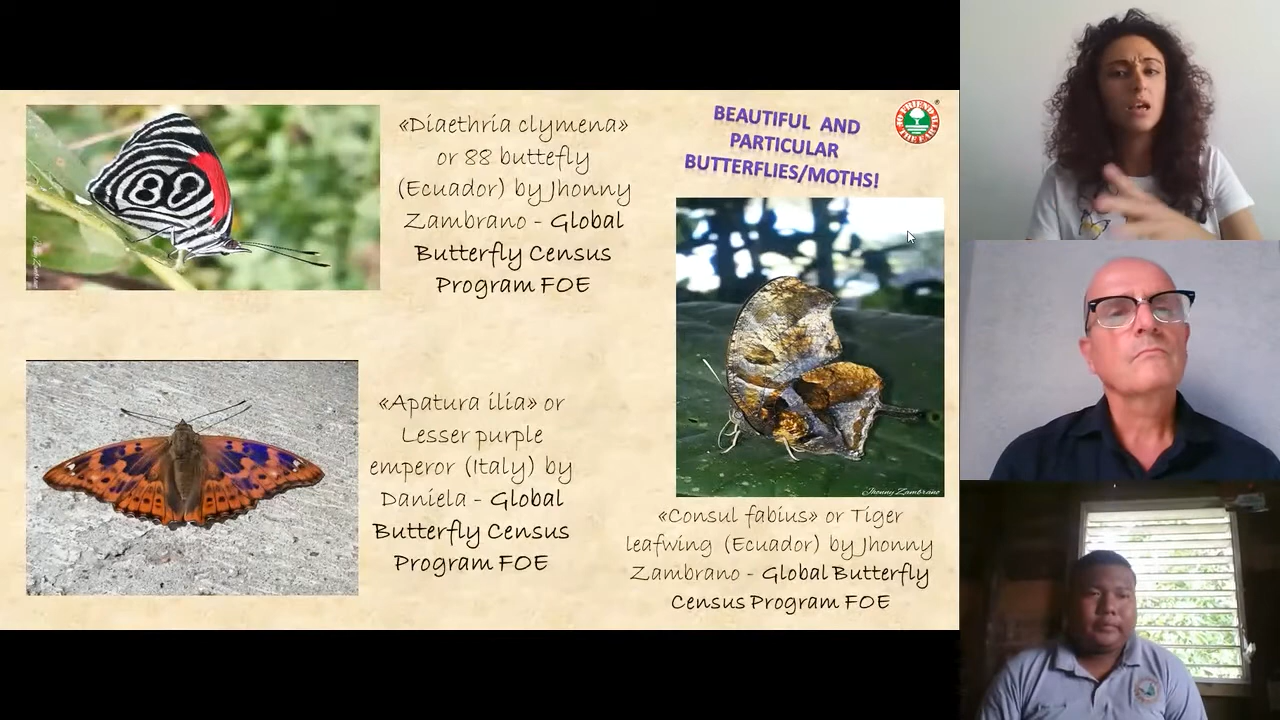 «Diaethria clymena»
or 88 buttefly
(Ecuador) by Jhonny
Zambrano - Global
Butterfly Census
Program FOE
BEAUTIFUL AND
PARTICULAR
BUTTERFLIES/MOTHS!
«Apatura ilia» or
Lesser purple
emperor (Italy) by
Daniela - Global
Butterfly Census
Program FOE
Jhonny Zambrano
«Consul fabius» or Tiger
leafwing (Ecuador) by Jhonny
Zambrano - Global Butterfly
Census Program FOE